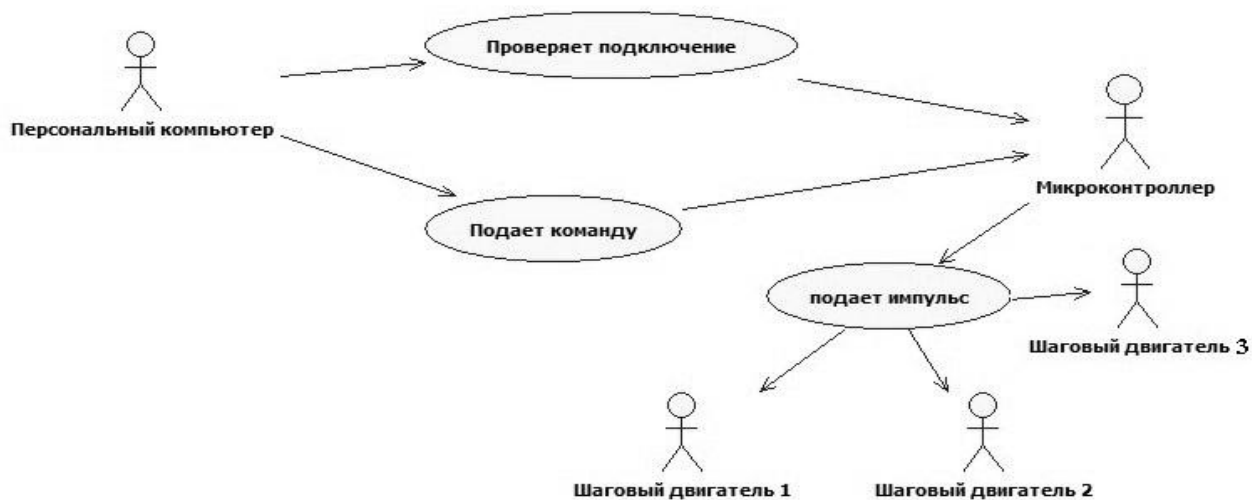 Проверяет подключение
Персональный компьютер
Микроконтроллер
Подает команду
подает импульс
Шаговый двигатель 3
Шаговый двигатель 1
Шаговый двигатель 2